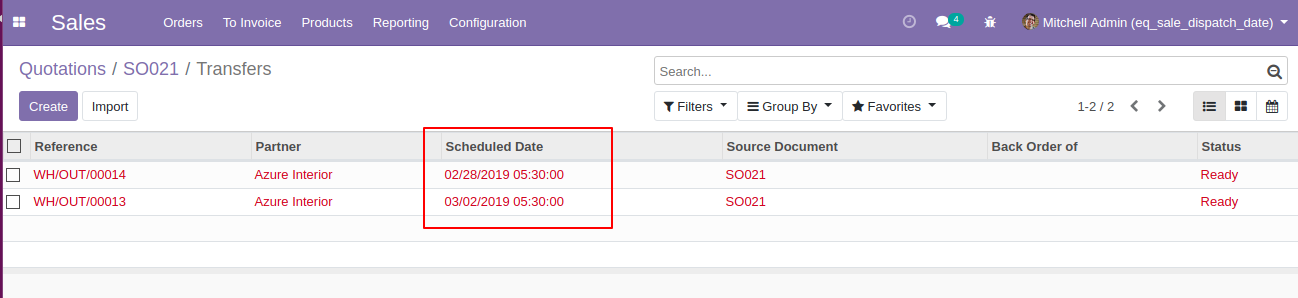 Sales Orders To Invoice Products Reporting Configuration 4 Mitchell Admin (eq_sale_dispatch_date)
Quotations / SO021 / Transfers Search...
Create Import Filters Group By Favorites 1-2 / 2
Reference Partner Scheduled Date Source Document Back Order of Status
WH/OUT/00014 Azure Interior 02/28/2019 05:30:00 SO021 Ready
WH/OUT/00013 Azure Interior 03/02/2019 05:30:00 SO021 Ready